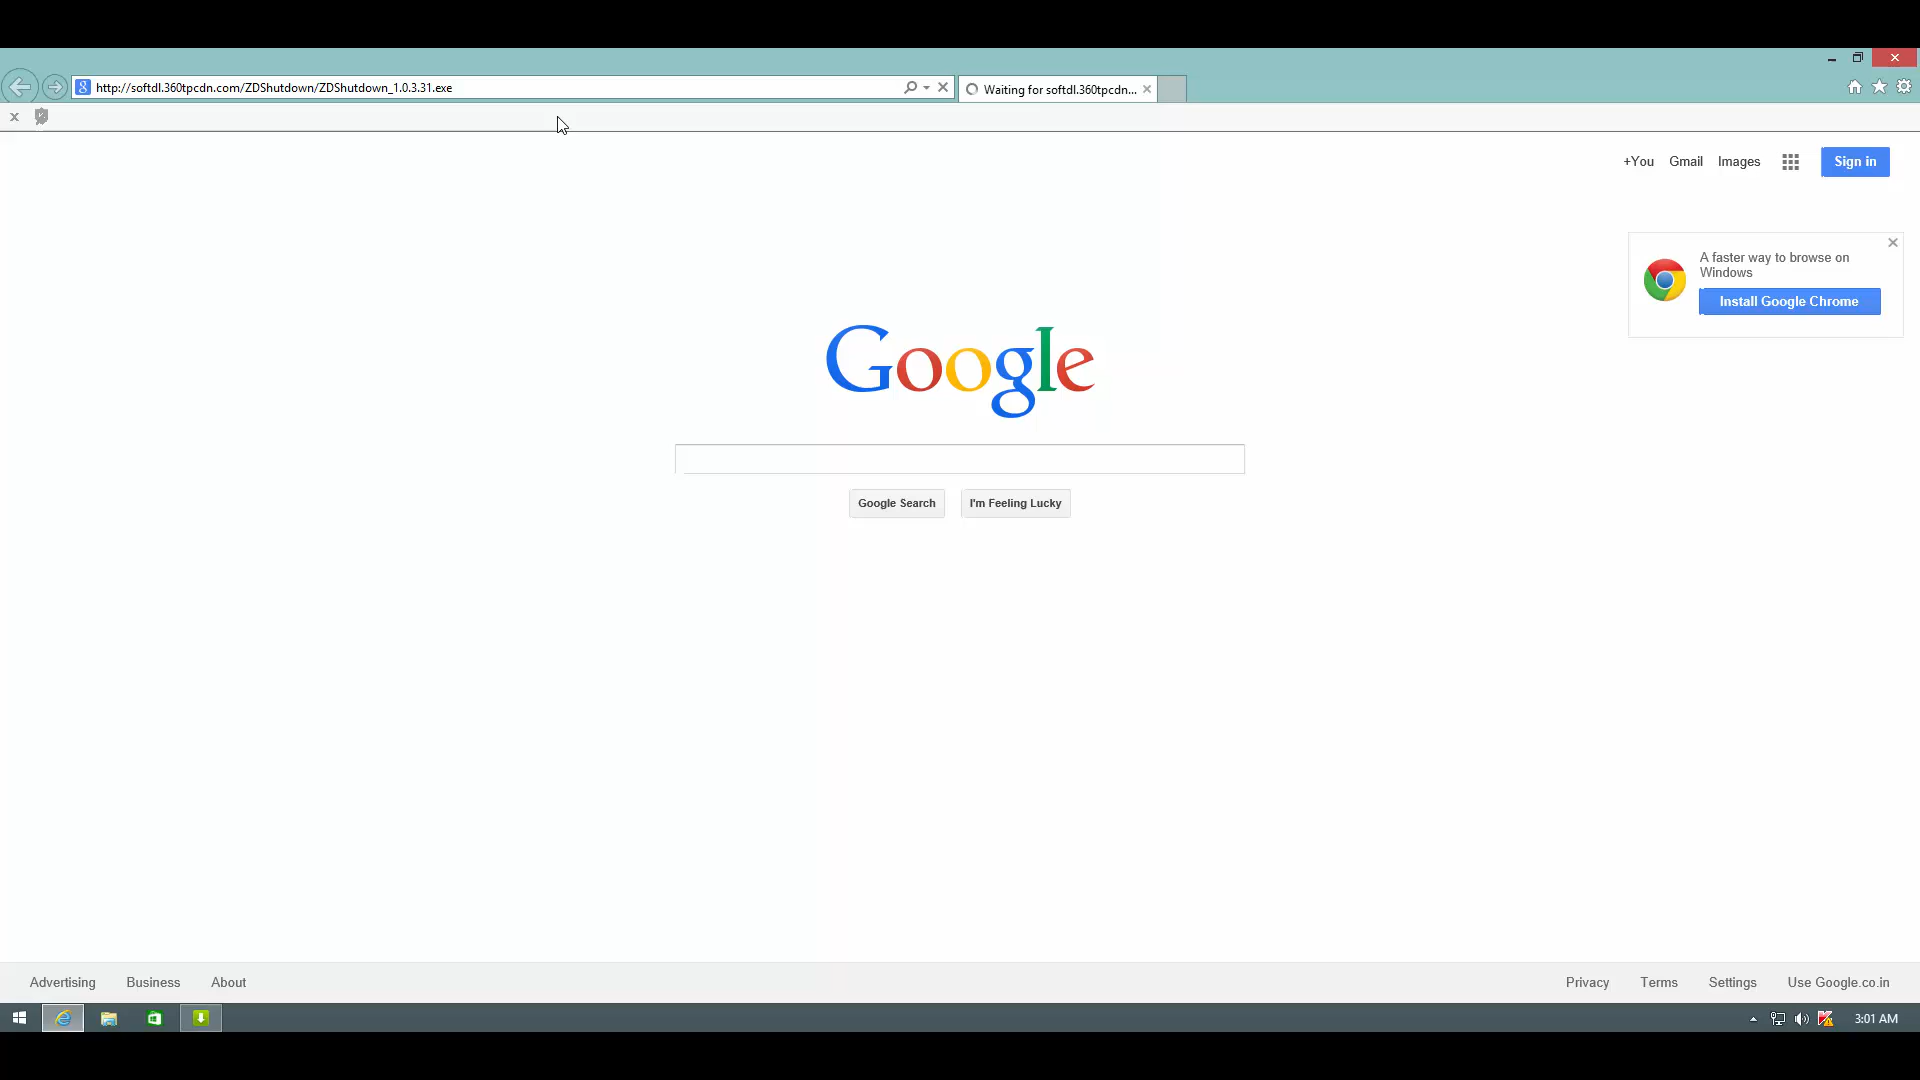 http://softdl.360tpcdn.com/ZDShutdown/ZDShutdown_1.0.3.31.exe
Waiting for softdl.360tpcdn...
+You Gmail Images Sign in
A faster way to browse on
Windows
Install Google Chrome
Google
Google Search I'm Feeling Lucky
Advertising Business About Privacy Terms Settings Use Google.co.in
3:01 AM